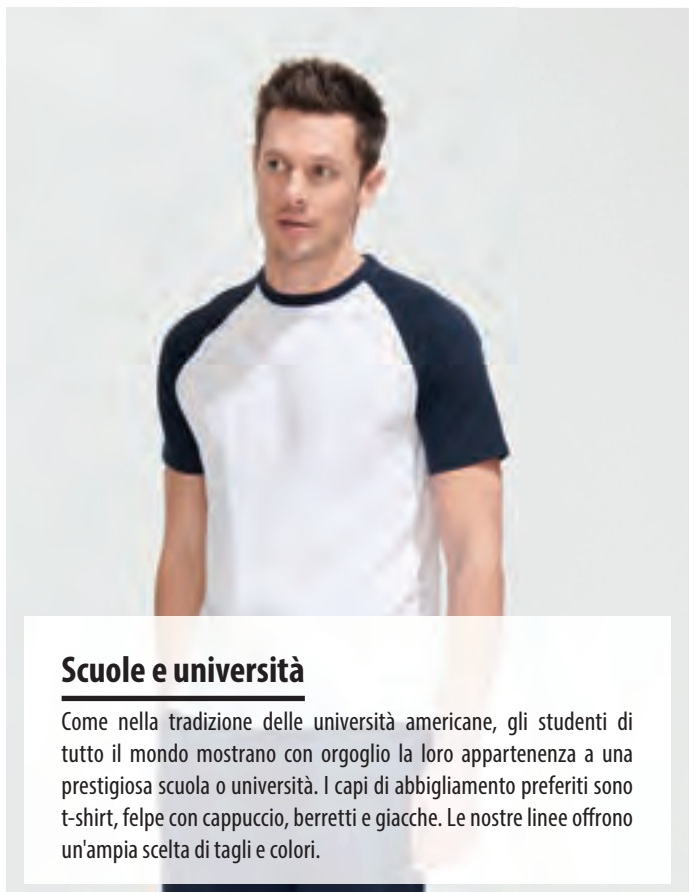 Scuole e università
Come nella tradizione delle università americane, gli studenti di
tutto il mondo mostrano con orgoglio la loro appartenenza a una
prestigiosa scuola o università. I capi di abbigliamento preferiti sono
t-shirt, felpe con cappuccio, berretti e giacche. Le nostre linee offrono
un'ampia scelta di tagli e colori.